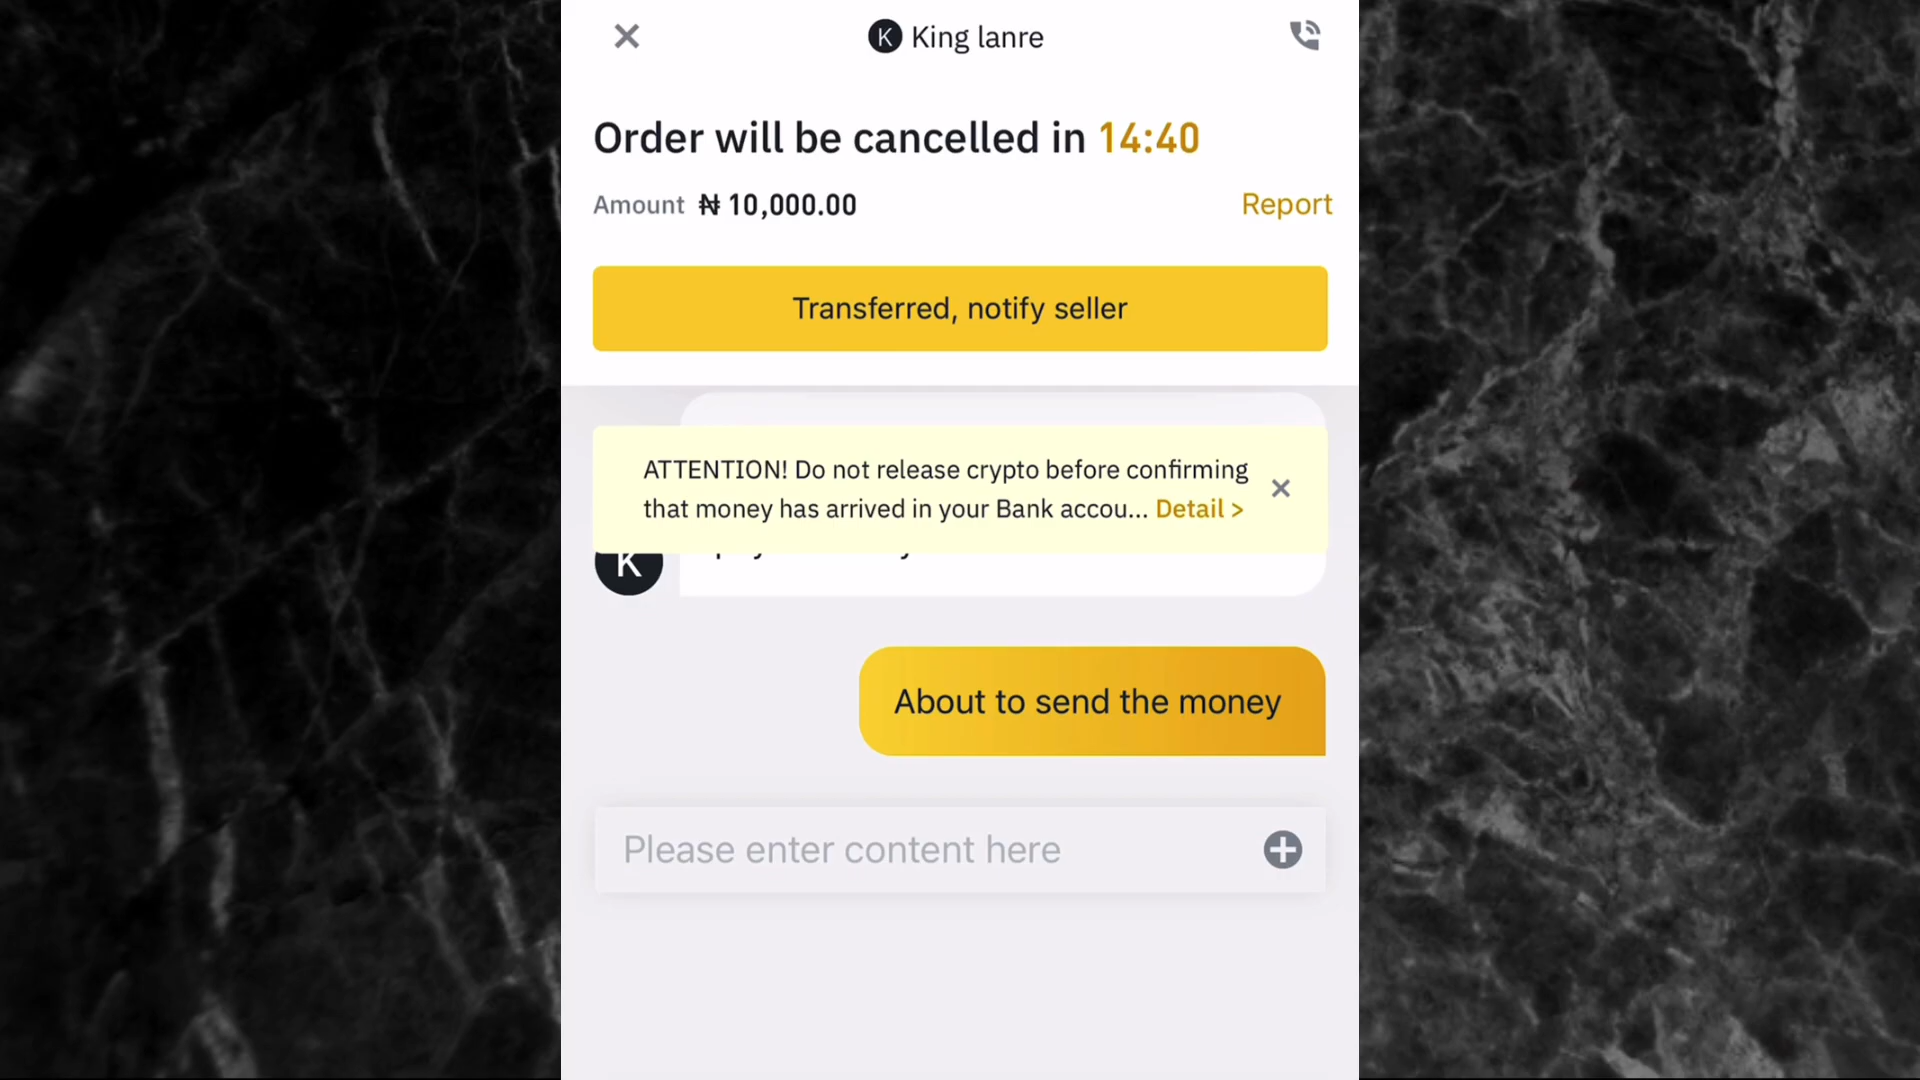 K King lanre
Order will be cancelled in 14:40
Amount ₦ 10,000.00
Report
Transferred, notify seller
ATTENTION! Do not release crypto before confirming
that money has arrived in your Bank accou... Detail >
K
About to send the money
Please enter content here